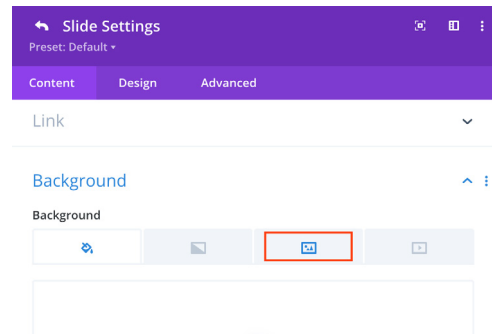 Slide Settings
Preset: Default
Content Design Advanced
Link
Background
Background